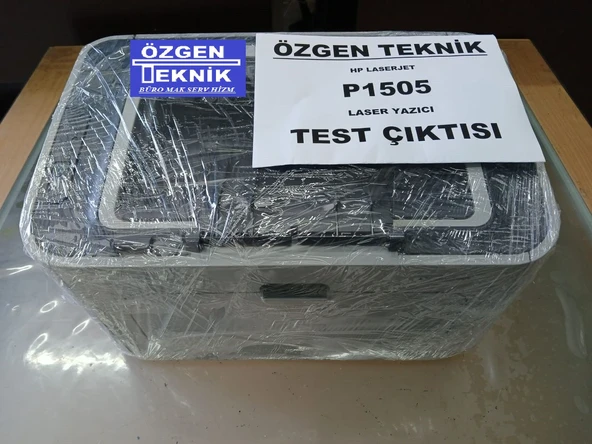 ÖZGEN
TEKNİK
BÜRO MAK.SERV.HİZM.
ÖZGEN TEKNİK
HP LASERJET
P1505
LASER YAZICI
TEST ÇIKTISI